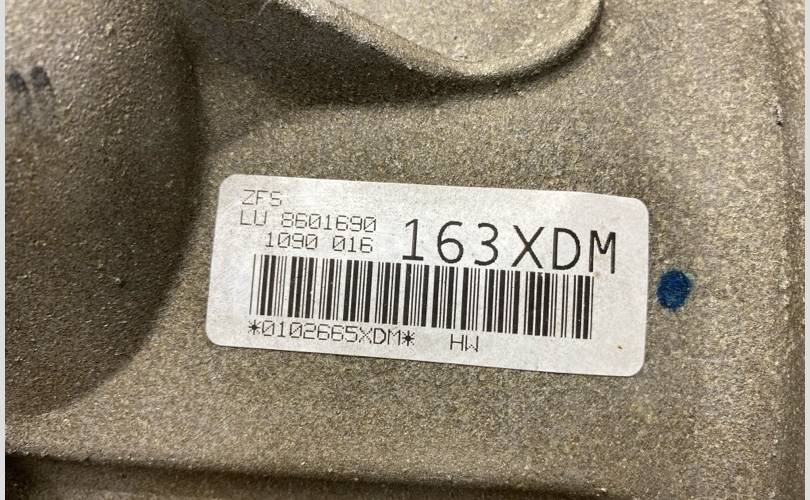 ZFS
LU 8601690
1090 016 163XDM
*0102665XDM* HW